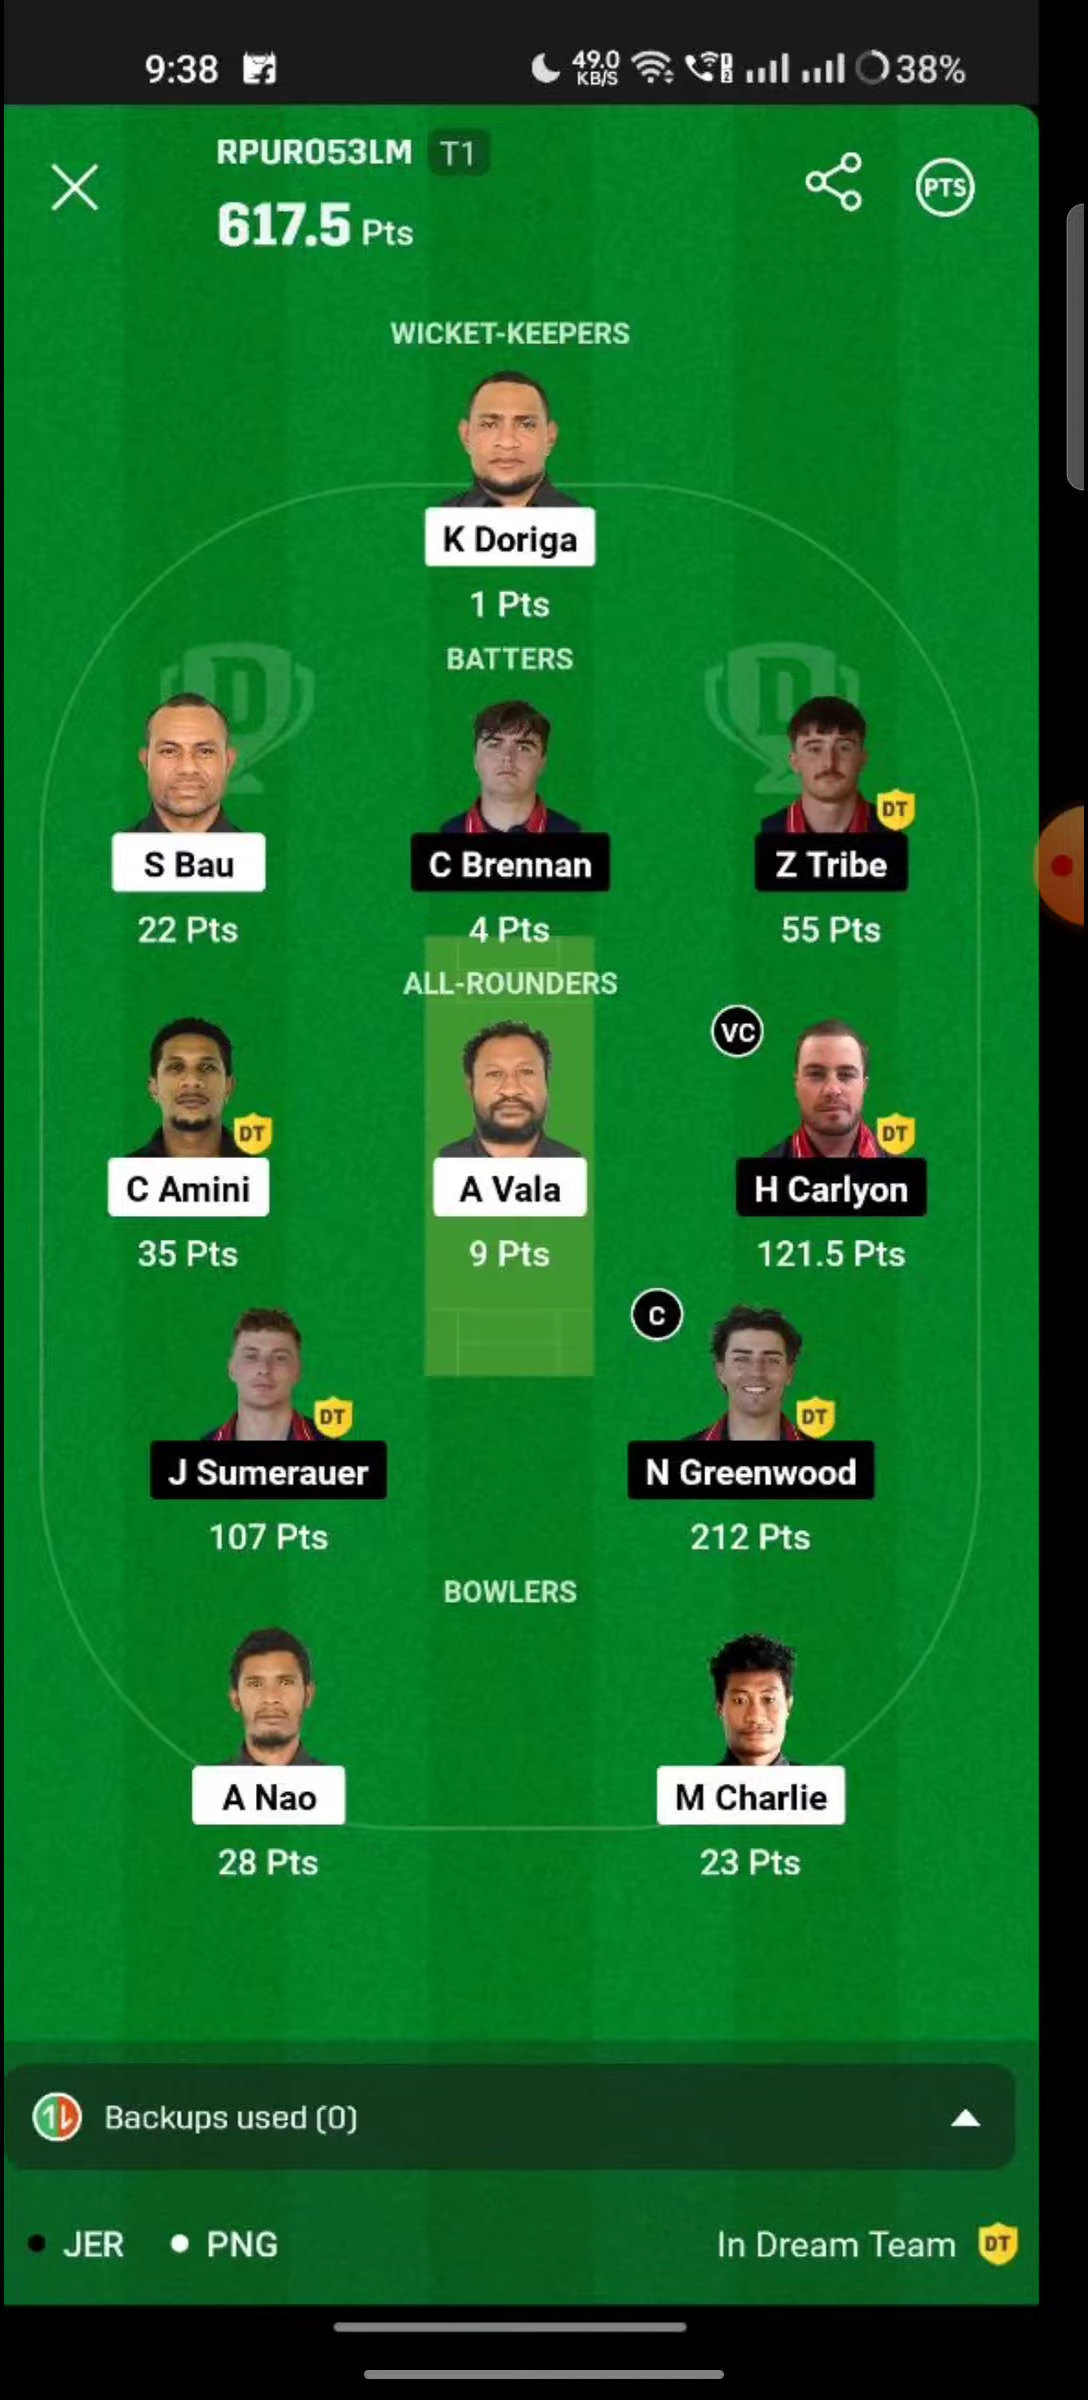 9:38
49.0
KB/S
38%
RPUR053LM T1
617.5 Pts
PTS
WICKET-KEEPERS
K Doriga
1 Pts
BATTERS
DT
S Bau
C Brennan
Z Tribe
22 Pts
4 Pts
55 Pts
ALL-ROUNDERS
VC
DT
DT
C Amini
A Vala
H Carlyon
35 Pts
9 Pts
121.5 Pts
C
DT
DT
J Sumerauer
N Greenwood
107 Pts
212 Pts
BOWLERS
A Nao
M Charlie
28 Pts
23 Pts
Backups used (0)
JER PNG In Dream Team DT